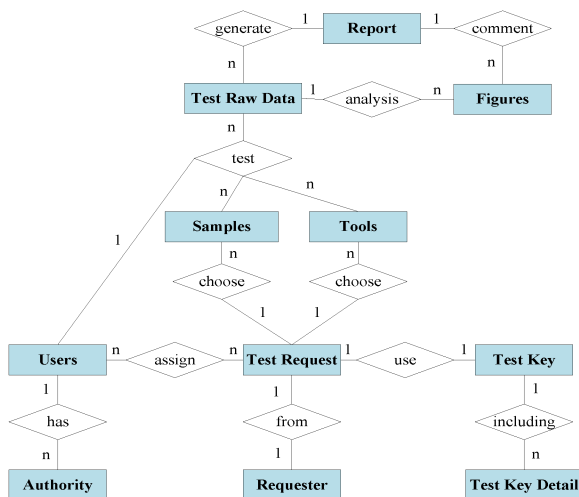 1 Report 1
generate comment
n n
Test Raw Data 1 analysis n Figures
n
test
n n
1
Samples Tools
n n
choose choose
1 1
Users n assign n Test Request 1 use 1 Test Key
1 1 1
has from including
n 1 n
Authority Requester Test Key Detail